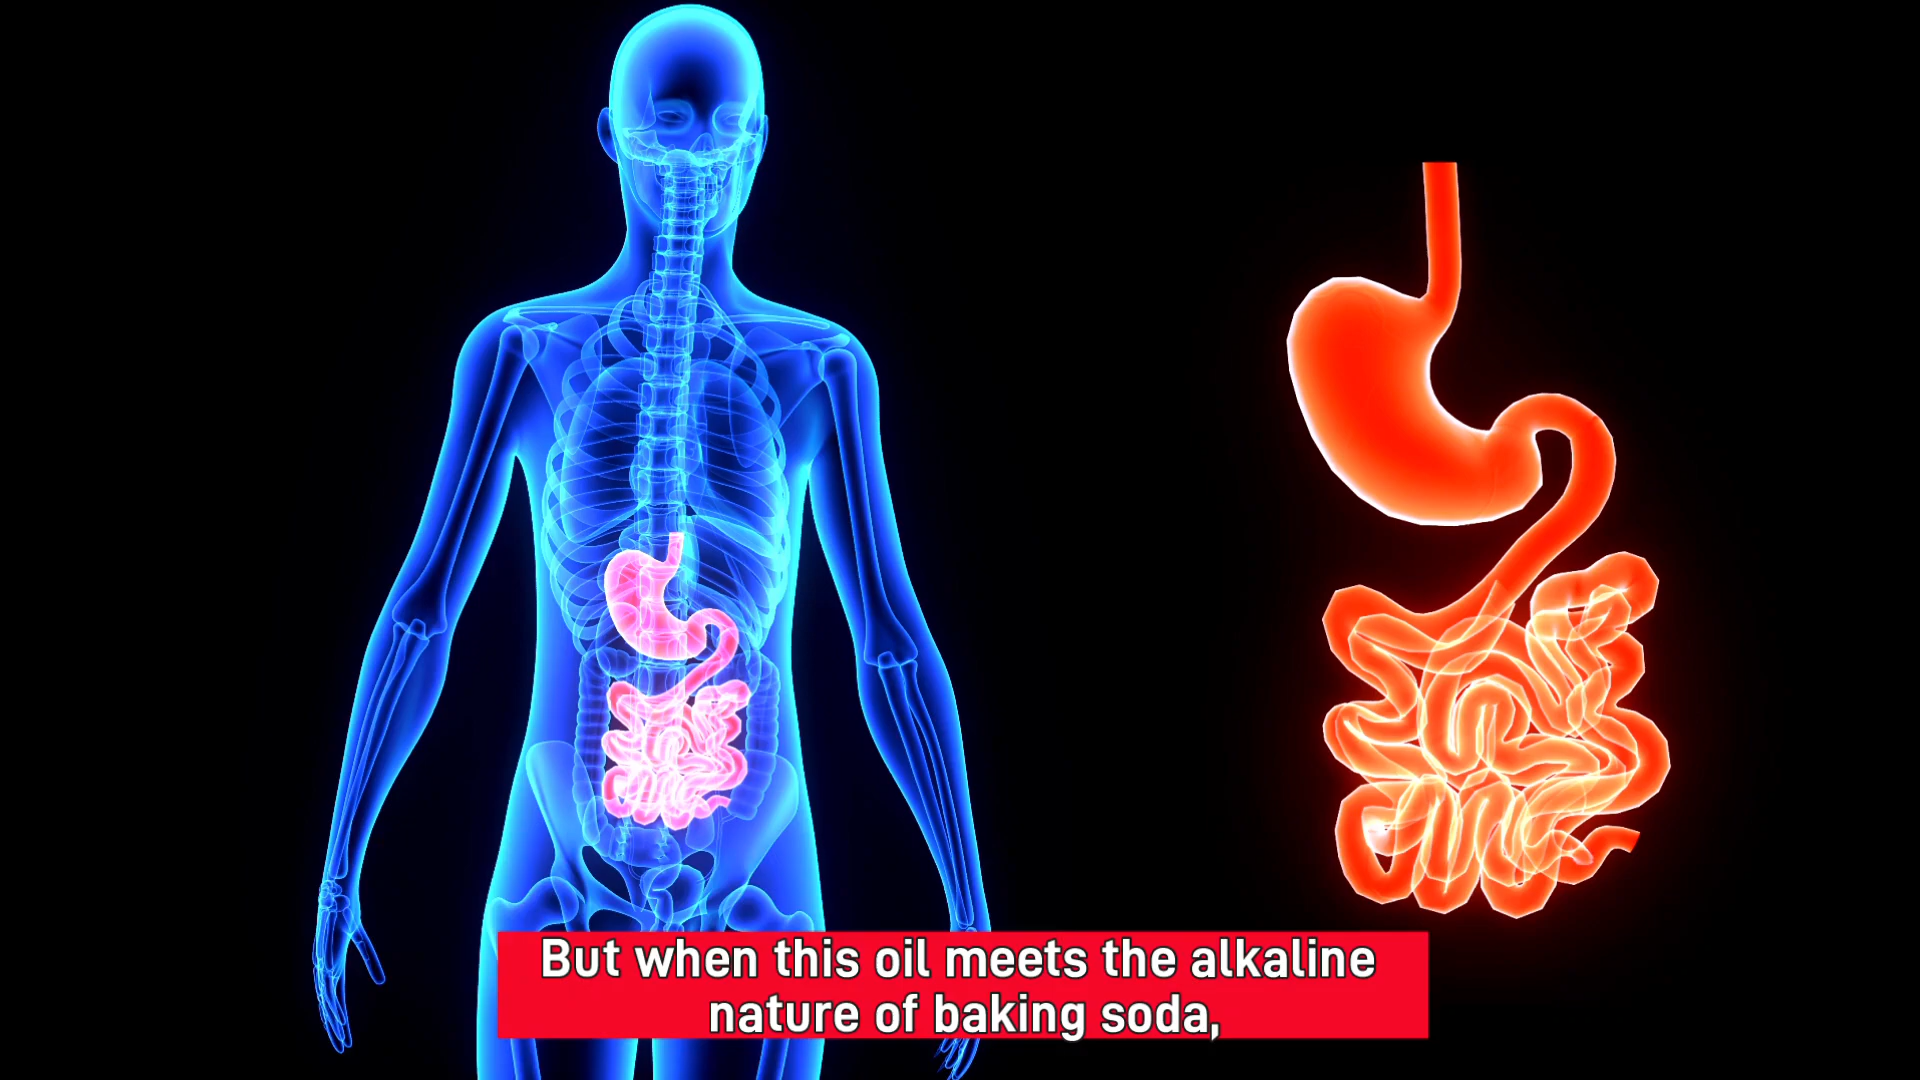 But when this oil meets the alkaline
nature of baking soda,